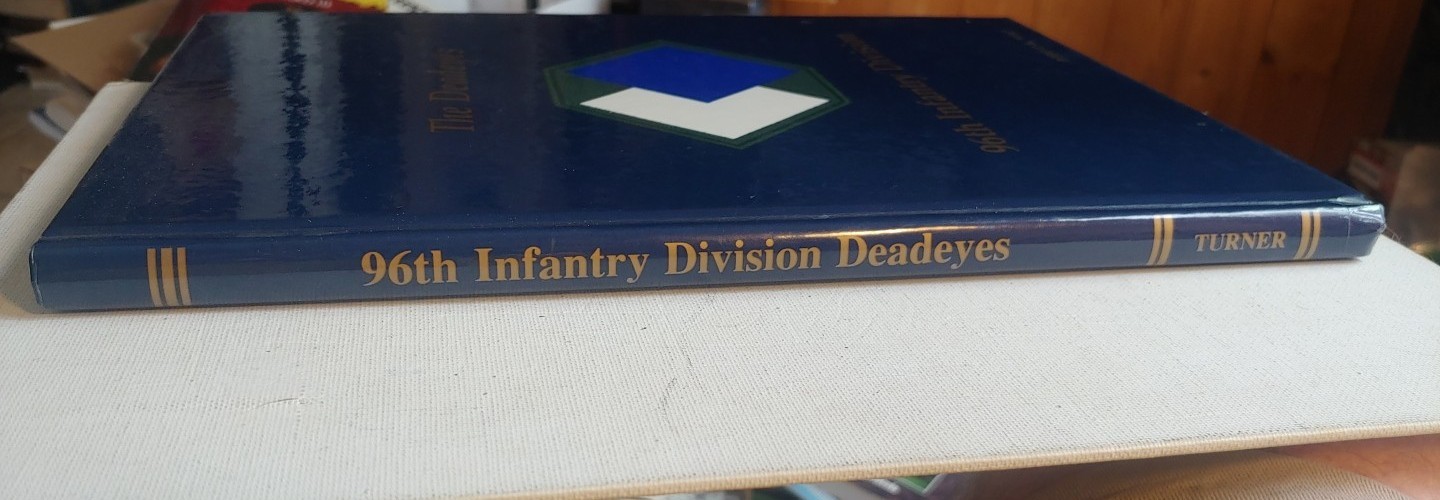 The Deadeyes
96th Infantry Division
96th Infantry Division Deadeyes
TURNER